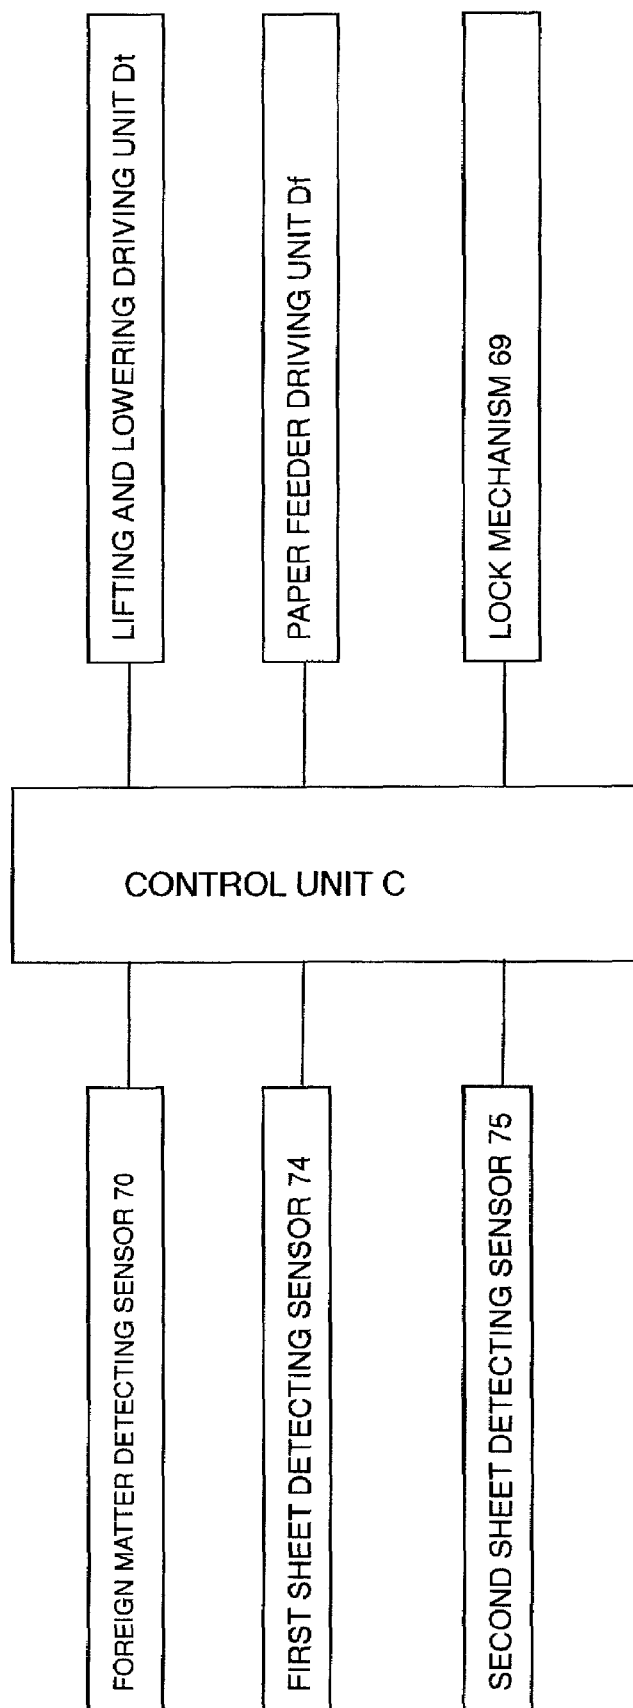 FOREIGN MATTER DETECTING SENSOR 70
FIRST SHEET DETECTING SENSOR 74
SECOND SHEET DETECTING SENSOR 75
CONTROL UNIT C
LIFTING AND LOWERING DRIVING UNIT Dt
PAPER FEEDER DRIVING UNIT Df
LOCK MECHANISM 69